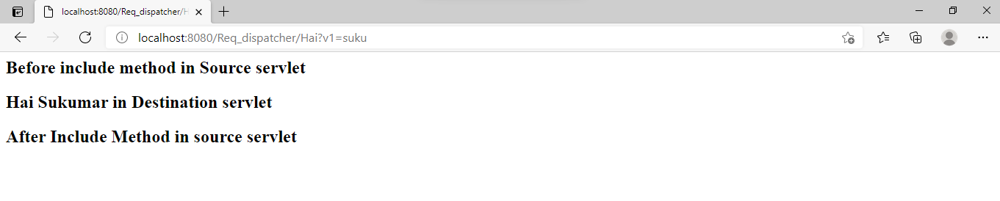 localhost:8080/Req_dispatcher/H
localhost:8080/Req_dispatcher/Hai?v1=suku
Before include method in Source servlet
Hai Sukumar in Destination servlet
After Include Method in source servlet